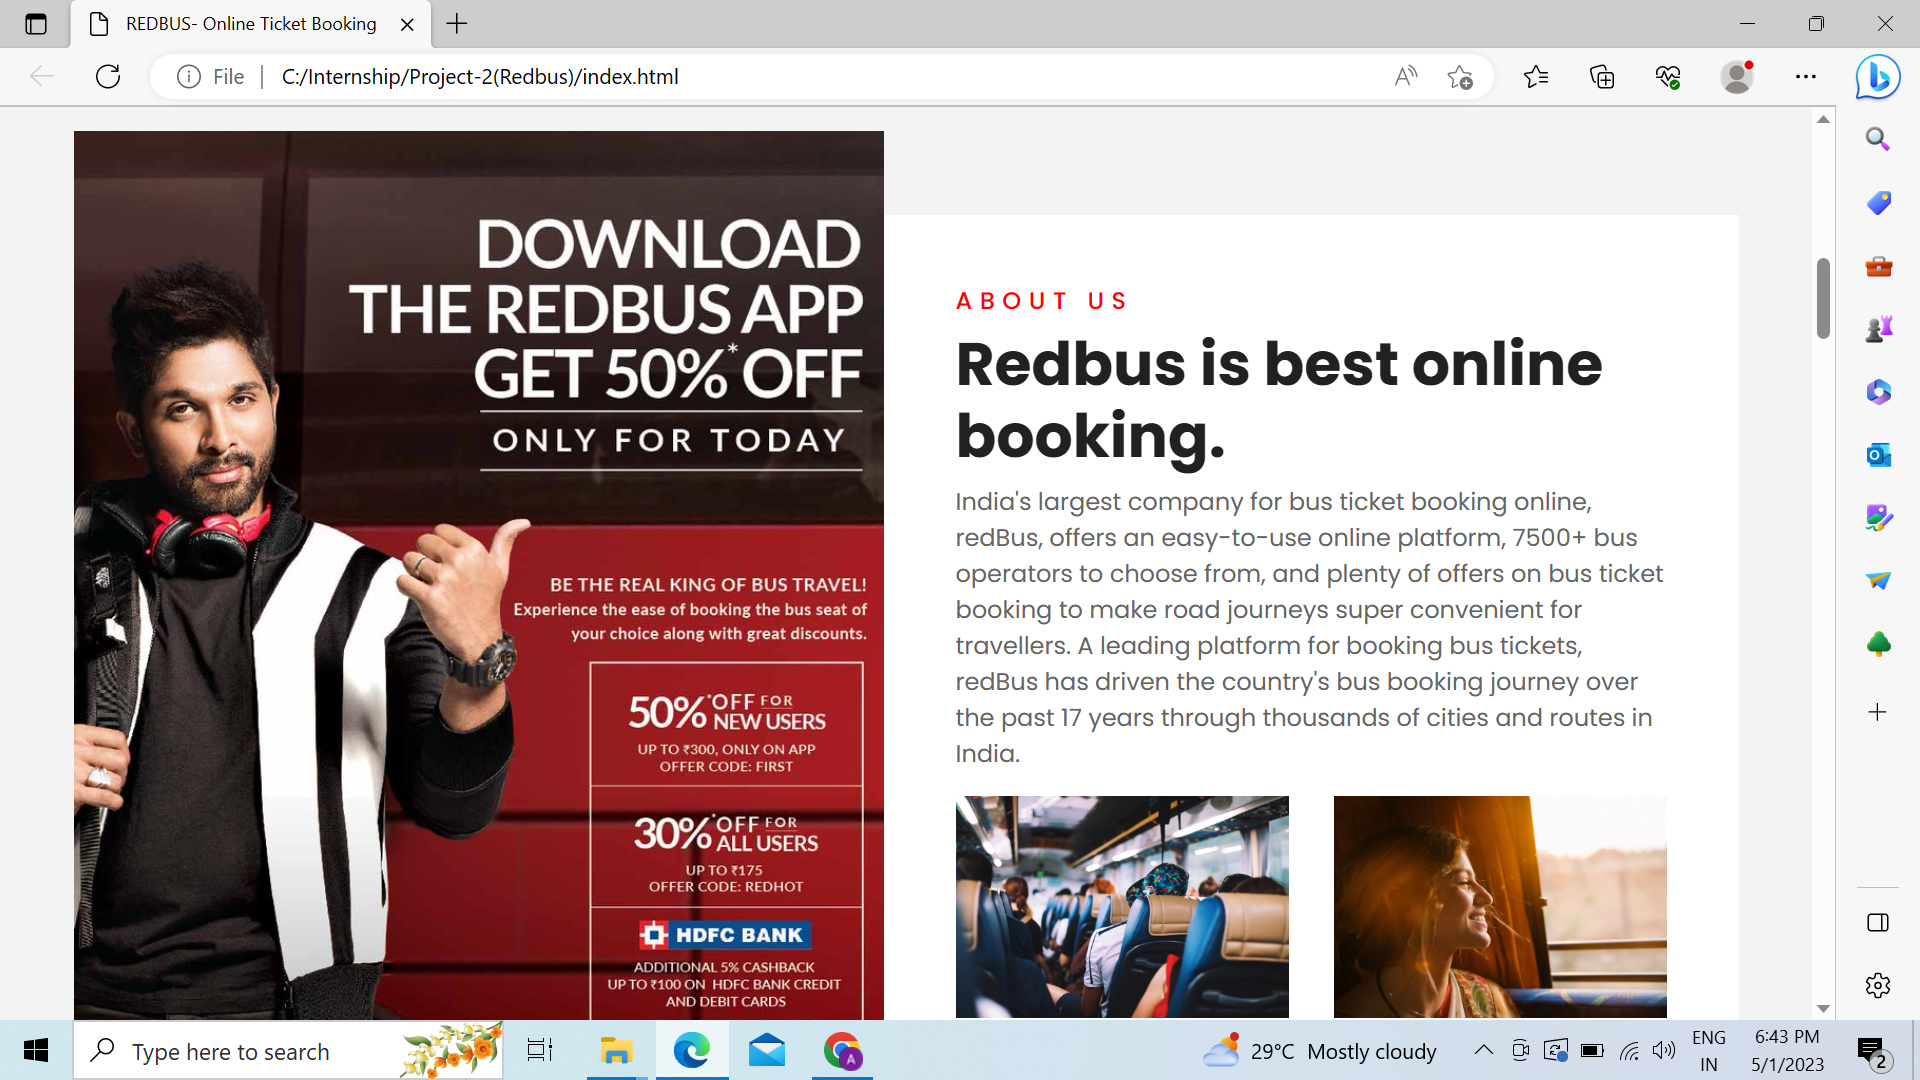 REDBUS- Online Ticket Booking
File
C:/Internship/Project-2(Redbus)/index.html
DOWNLOAD
THE REDBUS APP
GET 50%* OFF
ONLY FOR TODAY
BE THE REAL KING OF BUS TRAVEL!
Experience the ease of booking the bus seat of
your choice along with great discounts.
50%* OFF FOR
NEW USERS
UP TO ₹300, ONLY ON APP
OFFER CODE: FIRST
30%* OFF FOR
ALL USERS
UP TO ₹175
OFFER CODE: REDHOT
HDFC BANK
ADDITIONAL 5% CASHBACK
UP TO ₹100 ON HDFC BANK CREDIT
AND DEBIT CARDS
ABOUT US
Redbus is best online
booking.
India's largest company for bus ticket booking online,
redBus, offers an easy-to-use online platform, 7500+ bus
operators to choose from, and plenty of offers on bus ticket
booking to make road journeys super convenient for
travellers. A leading platform for booking bus tickets,
redBus has driven the country's bus booking journey over
the past 17 years through thousands of cities and routes in
India.
Type here to search
A
29°C Mostly cloudy
ENG
IN
6:43 PM
5/1/2023
2